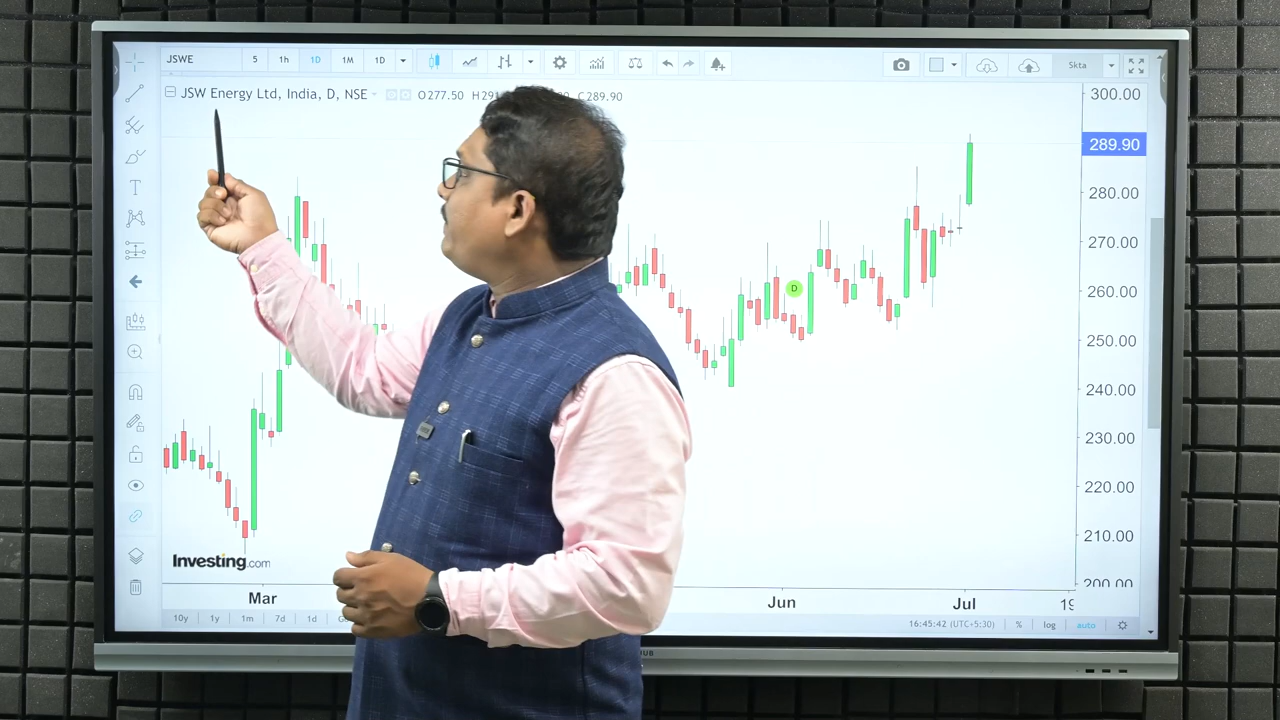 JSWE 5 1h 1D 1M 1D Skta
JSW Energy Ltd, India, D, NSE O277.50 C289.90
300.00
289.90
280.00
270.00
260.00
250.00
240.00
230.00
220.00
210.00
200.00
D
T
Investing.com
Mar Jun Jul
10y 1y 1m 7d 1d 16:45:42 (UTC+5:30) % log auto